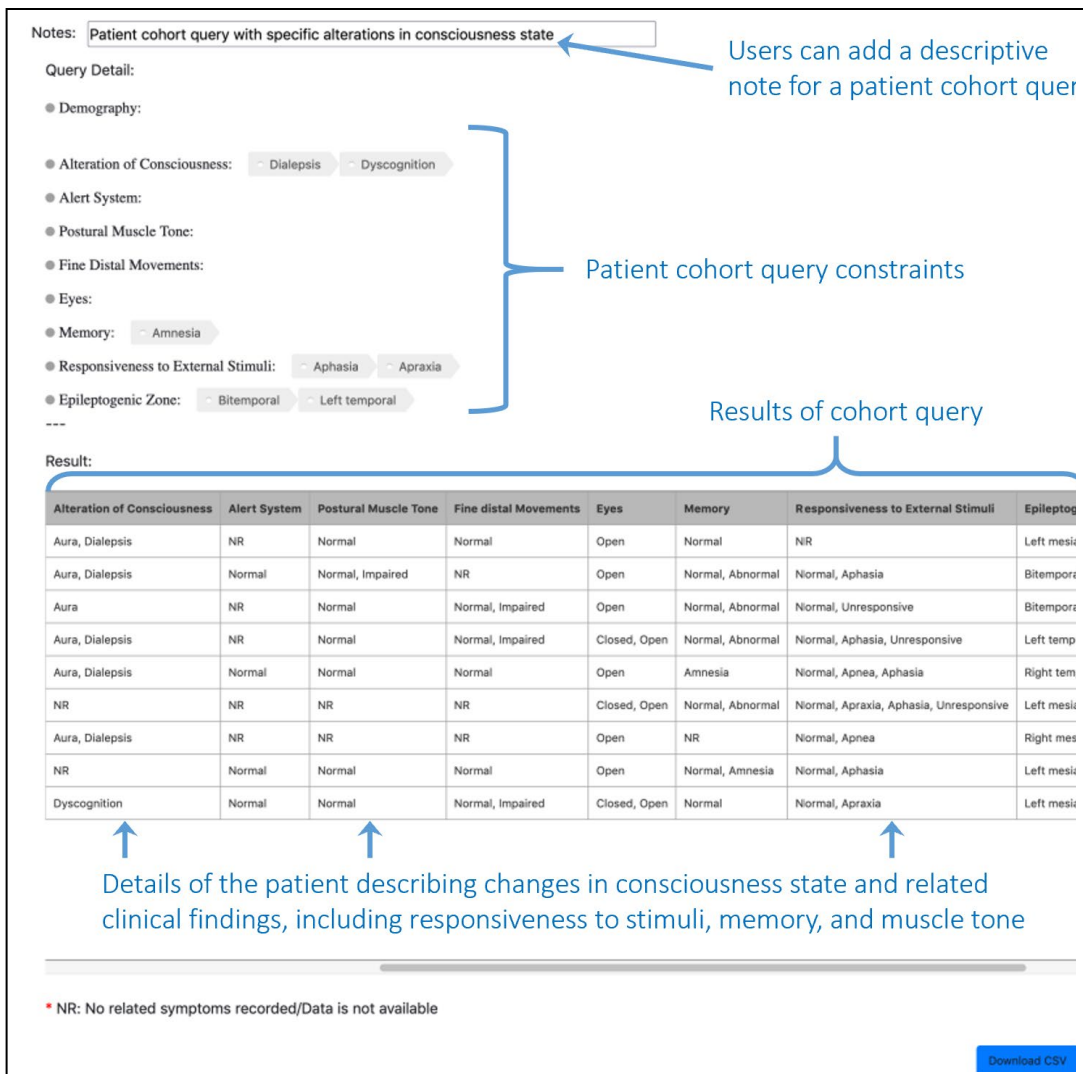 Notes: Patient cohort query with specific alterations in consciousness state
Users can add a descriptive
note for a patient cohort quer
Query Detail:
Demography:
Alteration of Consciousness: Dialepsis Dyscognition
Alert System:
Postural Muscle Tone:
Fine Distal Movements:
Patient cohort query constraints
Eyes:
Memory: Amnesia
Responsiveness to External Stimuli: Aphasia Apraxia
Epileptogenic Zone: Bitemporal Left temporal
Results of cohort query
---
Result:
Alteration of Consciousness Alert System Postural Muscle Tone Fine distal Movements Eyes Memory Responsiveness to External Stimuli Epileptog
Aura, Dialepsis NR Normal Normal Open Normal NR Left mesia
Aura, Dialepsis Normal Normal, Impaired NR Open Normal, Abnormal Normal, Aphasia Bitempora
Aura NR Normal Normal, Impaired Open Normal, Abnormal Normal, Unresponsive Bitempora
Aura, Dialepsis NR Normal Normal, Impaired Closed, Open Normal, Abnormal Normal, Aphasia, Unresponsive Left temp
Aura, Dialepsis Normal Normal Normal Open Amnesia Normal, Apnea, Aphasia Right tem
NR NR NR NR Closed, Open Normal, Abnormal Normal, Apraxia, Aphasia, Unresponsive Left mesia
Aura, Dialepsis NR NR NR Open NR Normal, Apnea Right mes
NR Normal Normal Normal Open Normal, Amnesia Normal, Aphasia Left mesia
Dyscognition Normal Normal Normal, Impaired Closed, Open Normal Normal, Apraxia Left mesia
Details of the patient describing changes in consciousness state and related
clinical findings, including responsiveness to stimuli, memory, and muscle tone
* NR: No related symptoms recorded/Data is not available
Download CSV